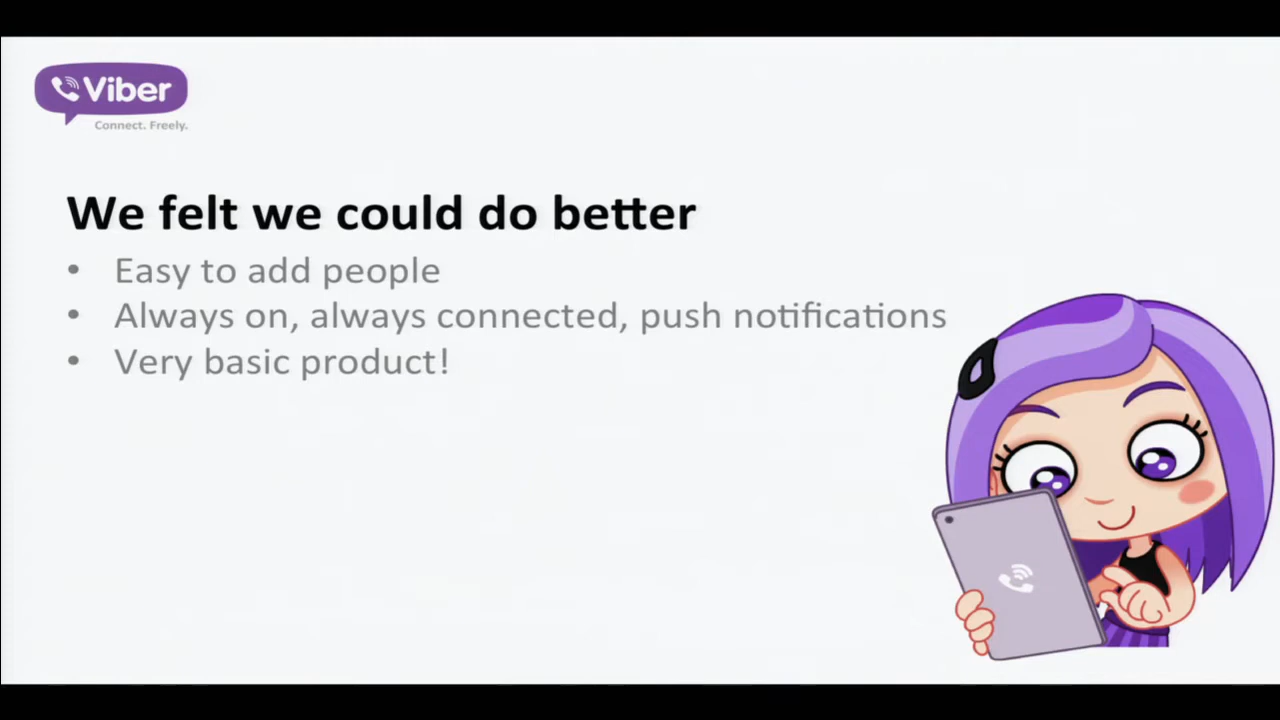 Viber
Connect. Freely.
We felt we could do better
• Easy to add people
• Always on, always connected, push notifications
• Very basic product!